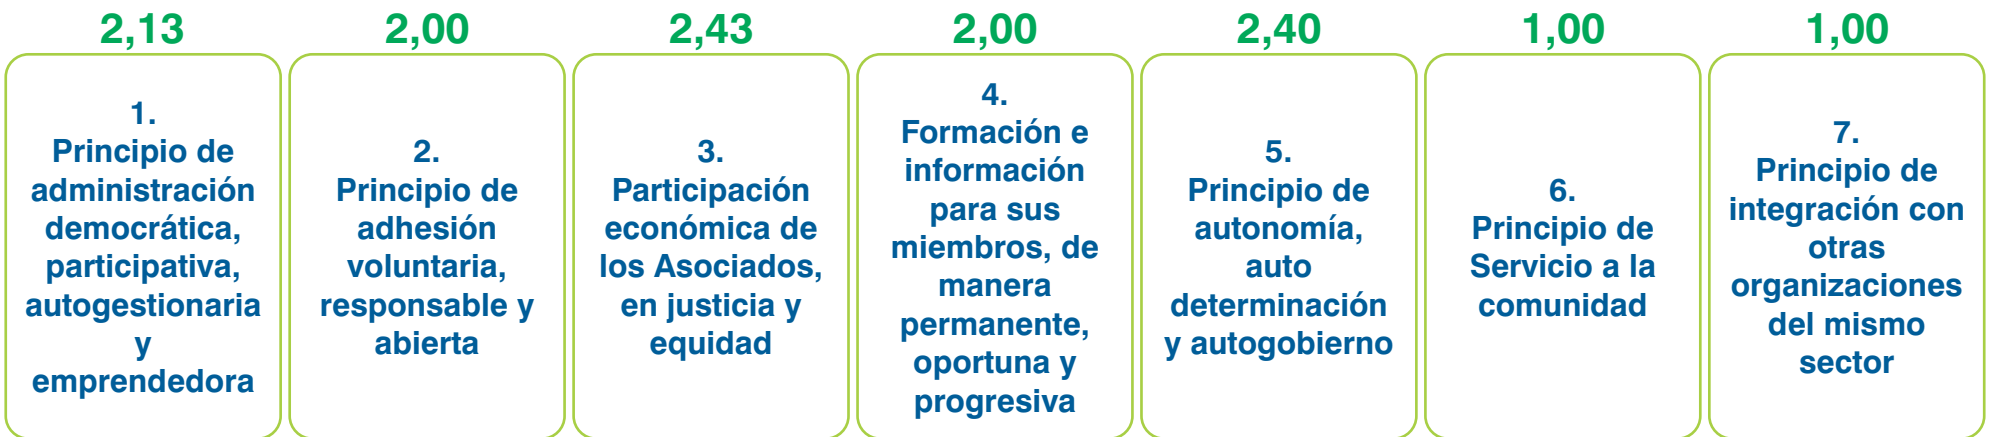 2,13
1.
Principio de
administración
democrática,
participativa,
autogestionaria
y
emprendedora
2,00
2.
Principio de
adhesión
voluntaria,
responsable y
abierta
2,43
3.
Participación
económica de
los Asociados,
en justicia y
equidad
2,00
4.
Formación e
información
para sus
miembros, de
manera
permanente,
oportuna y
progresiva
2,40
5.
Principio de
autonomía,
auto
determinación
y autogobierno
1,00
6.
Principio de
Servicio a la
comunidad
1,00
7.
Principio de
integración con
otras
organizaciones
del mismo
sector